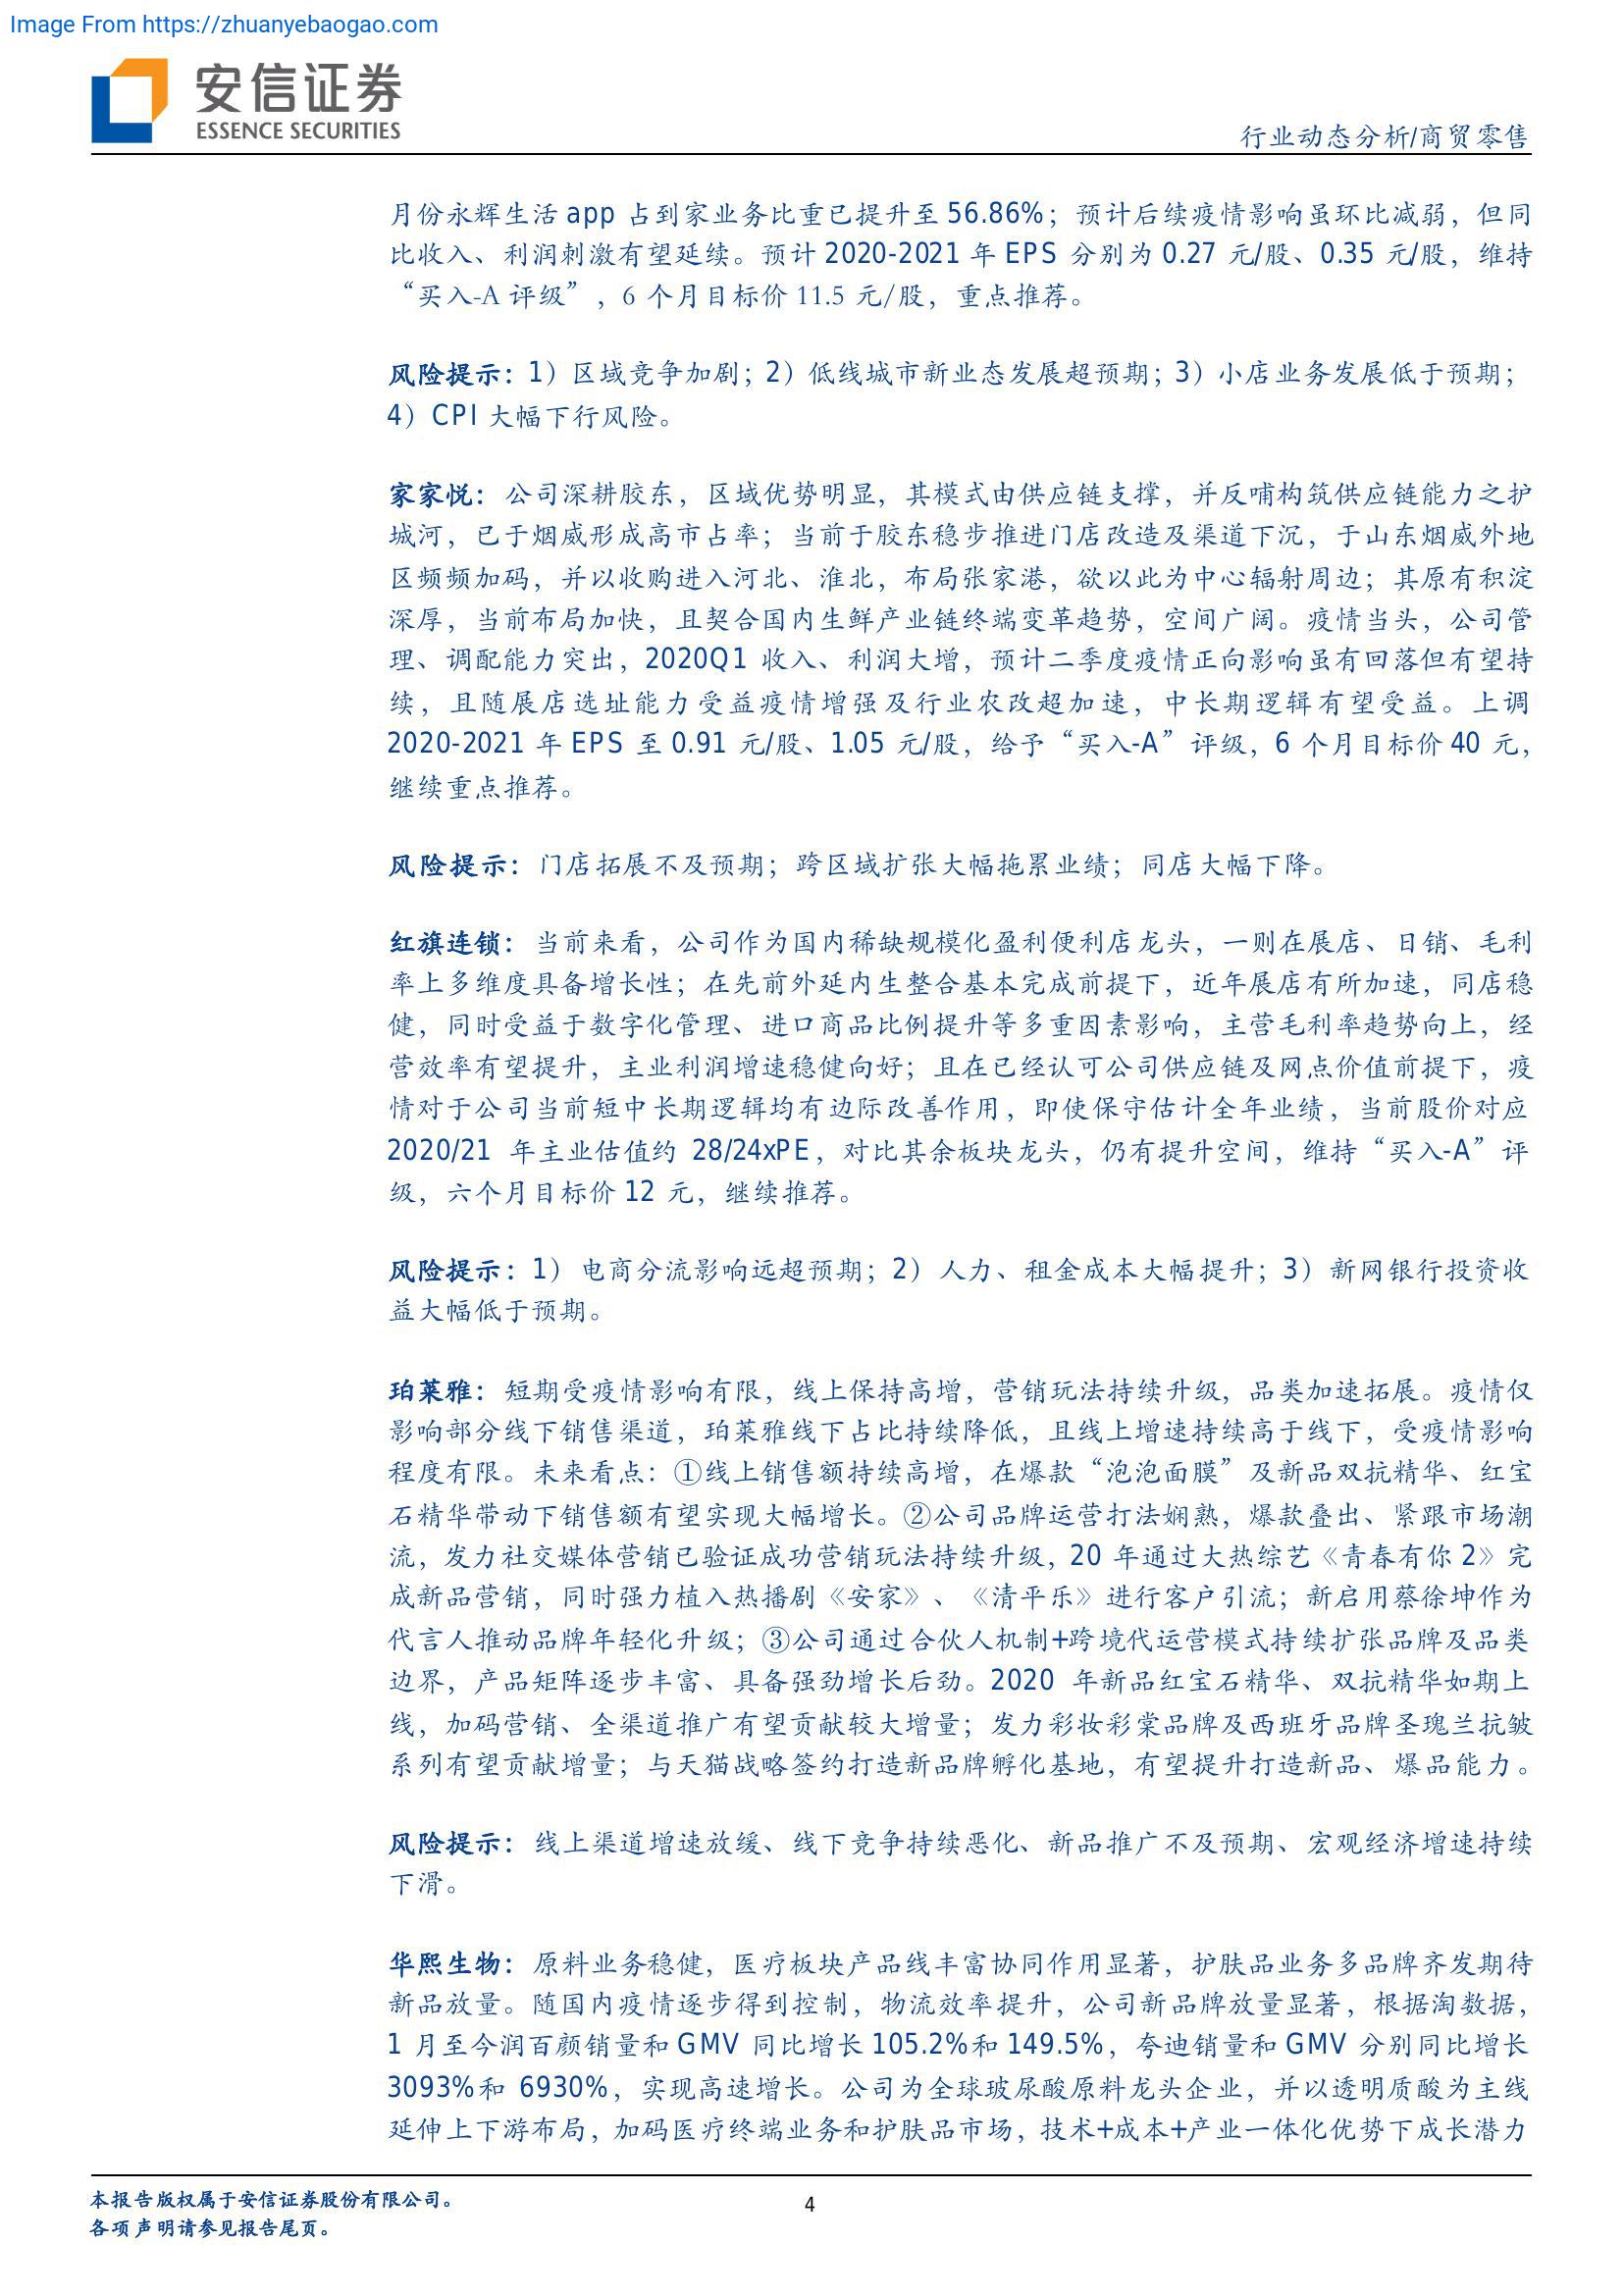 Image From https://zhuanyebaogao.com
安信证券
ESSENCE SECURITIES
行业动态分析/商贸零售
月份永辉生活 app 占到家业务比重已提升至 56.86%；预计后续疫情影响虽环比减弱，但同
比收入、利润刺激有望延续。预计 2020-2021 年 EPS 分别为 0.27 元/股、0.35 元/股，维持
“买入-A 评级”，6 个月目标价 11.5 元/股，重点推荐。
风险提示：1）区域竞争加剧；2）低线城市新业态发展超预期；3）小店业务发展低于预期；
4）CPI 大幅下行风险。
家家悦：公司深耕胶东，区域优势明显，其模式由供应链支撑，并反哺构筑供应链能力之护
城河，已于烟威形成高市占率；当前于胶东稳步推进门店改造及渠道下沉，于山东烟威外地
区频频加码，并以收购进入河北、淮北，布局张家港，欲以此为中心辐射周边；其原有积淀
深厚，当前布局加快，且契合国内生鲜产业链终端变革趋势，空间广阔。疫情当头，公司管
理、调配能力突出，2020Q1 收入、利润大增，预计二季度疫情正向影响虽有回落但有望持
续，且随展店选址能力受益疫情增强及行业农改超加速，中长期逻辑有望受益。上调
2020-2021 年 EPS 至 0.91 元/股、1.05 元/股，给予“买入-A”评级，6 个月目标价 40 元，
继续重点推荐。
风险提示：门店拓展不及预期；跨区域扩张大幅拖累业绩；同店大幅下降。
红旗连锁：当前来看，公司作为国内稀缺规模化盈利便利店龙头，一则在展店、日销、毛利
率上多维度具备增长性；在先前外延内生整合基本完成前提下，近年展店有所加速，同店稳
健，同时受益于数字化管理、进口商品比例提升等多重因素影响，主营毛利率趋势向上，经
营效率有望提升，主业利润增速稳健向好；且在已经认可公司供应链及网点价值前提下，疫
情对于公司当前短中长期逻辑均有边际改善作用，即使保守估计全年业绩，当前股价对应
2020/21 年主业估值约 28/24xPE，对比其余板块龙头，仍有提升空间，维持“买入-A”评
级，六个月目标价 12 元，继续推荐。
风险提示：1）电商分流影响远超预期；2）人力、租金成本大幅提升；3）新网银行投资收
益大幅低于预期。
珀莱雅：短期受疫情影响有限，线上保持高增，营销玩法持续升级，品类加速拓展。疫情仅
影响部分线下销售渠道，珀莱雅线下占比持续降低，且线上增速持续高于线下，受疫情影响
程度有限。未来看点：①线上销售额持续高增，在爆款“泡泡面膜”及新品双抗精华、红宝
石精华带动下销售额有望实现大幅增长。②公司品牌运营打法娴熟，爆款叠出、紧跟市场潮
流，发力社交媒体营销已验证成功营销玩法持续升级，20 年通过大热综艺《青春有你 2》完
成新品营销，同时强力植入热播剧《安家》、《清平乐》进行客户引流；新启用蔡徐坤作为
代言人推动品牌年轻化升级；③公司通过合伙人机制+跨境代运营模式持续扩张品牌及品类
边界，产品矩阵逐步丰富、具备强劲增长后劲。2020 年新品红宝石精华、双抗精华如期上
线，加码营销、全渠道推广有望贡献较大增量；发力彩妆彩棠品牌及西班牙品牌圣瑰兰抗皱
系列有望贡献增量；与天猫战略签约打造新品牌孵化基地，有望提升打造新品、爆品能力。
风险提示：线上渠道增速放缓、线下竞争持续恶化、新品推广不及预期、宏观经济增速持续
下滑。
华熙生物：原料业务稳健，医疗板块产品线丰富协同作用显著，护肤品业务多品牌齐发期待
新品放量。随国内疫情逐步得到控制，物流效率提升，公司新品牌放量显著，根据淘数据，
1 月至今润百颜销量和 GMV 同比增长 105.2%和 149.5%，夸迪销量和 GMV 分别同比增长
3093%和 6930%，实现高速增长。公司为全球玻尿酸原料龙头企业，并以透明质酸为主线
延伸上下游布局，加码医疗终端业务和护肤品市场，技术+成本+产业一体化优势下成长潜力
本报告版权属于安信证券股份有限公司。
各项声明请参见报告尾页。
4